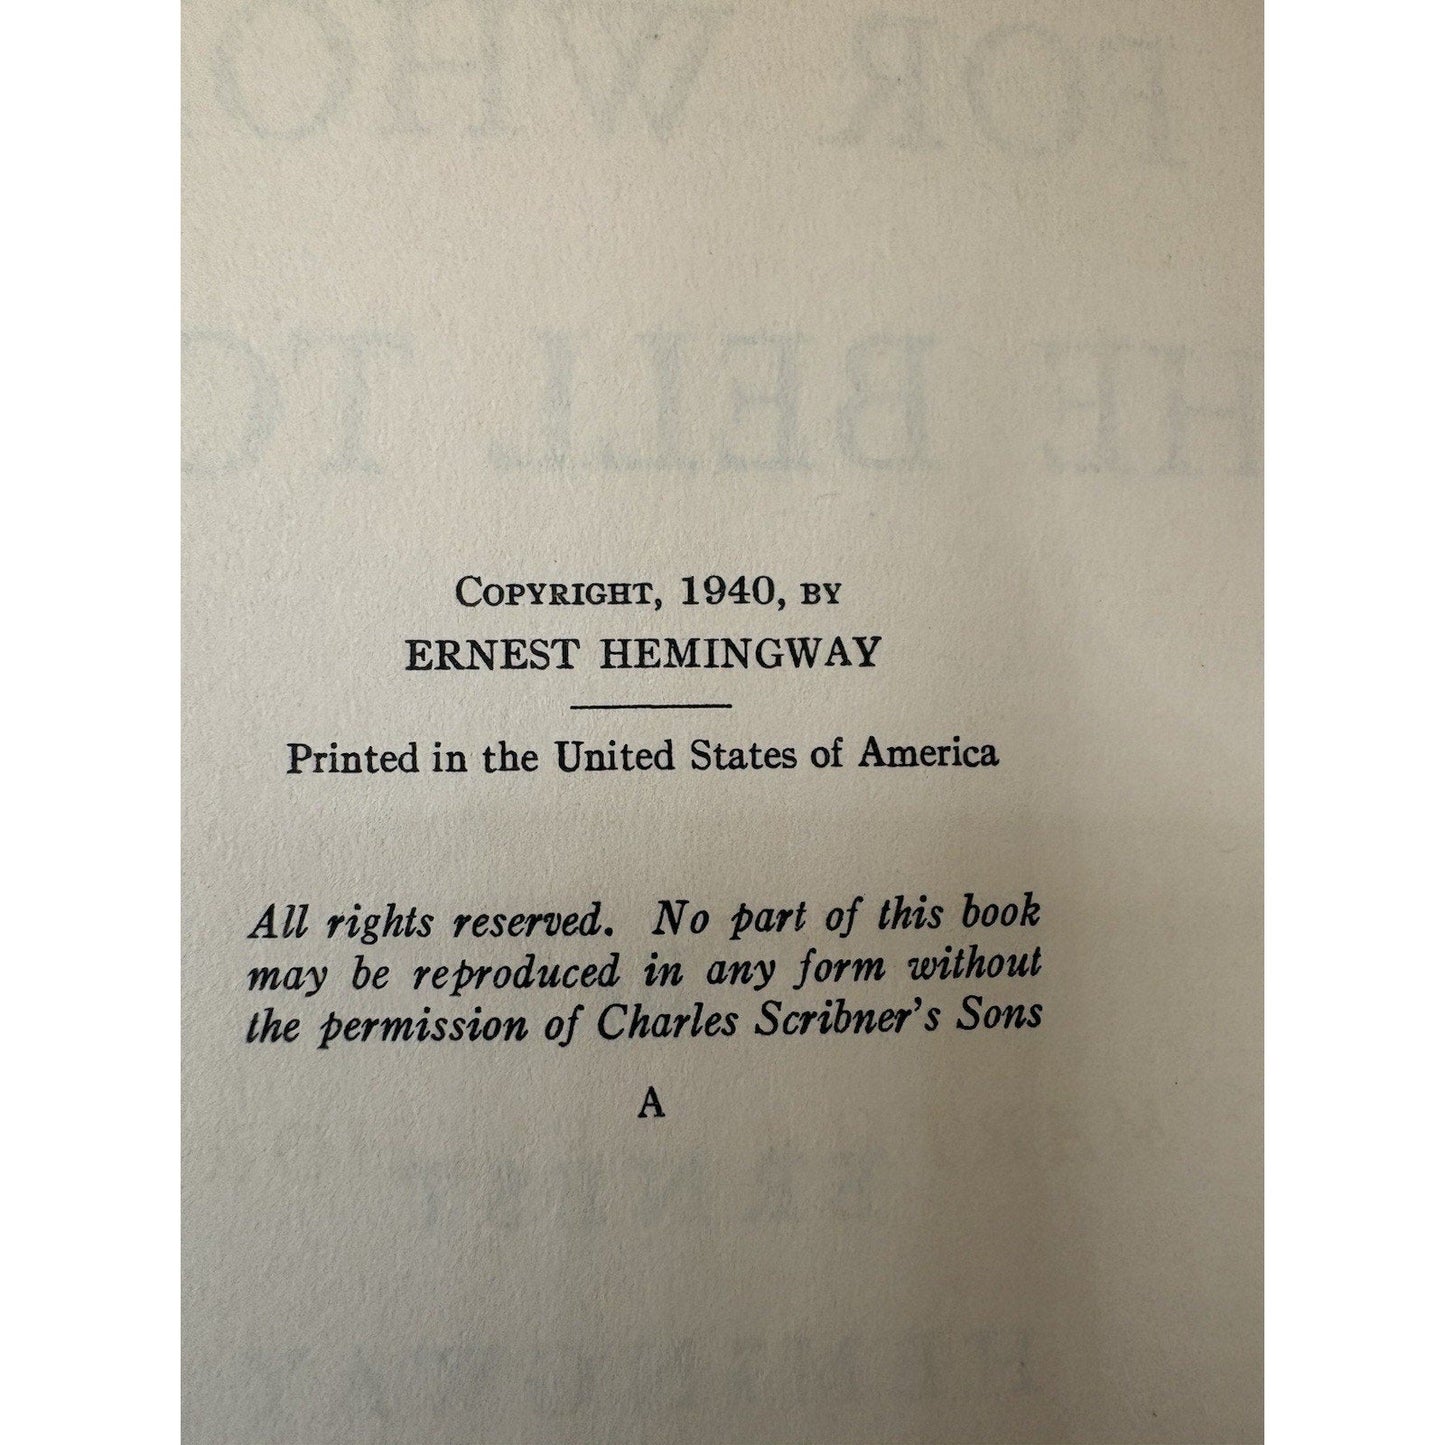 COPYRIGHT, 1940, BY
ERNEST HEMINGWAY
Printed in the United States of America
All rights reserved. No part of this book
may be reproduced in any form without
the permission of Charles Scribner's Sons
A